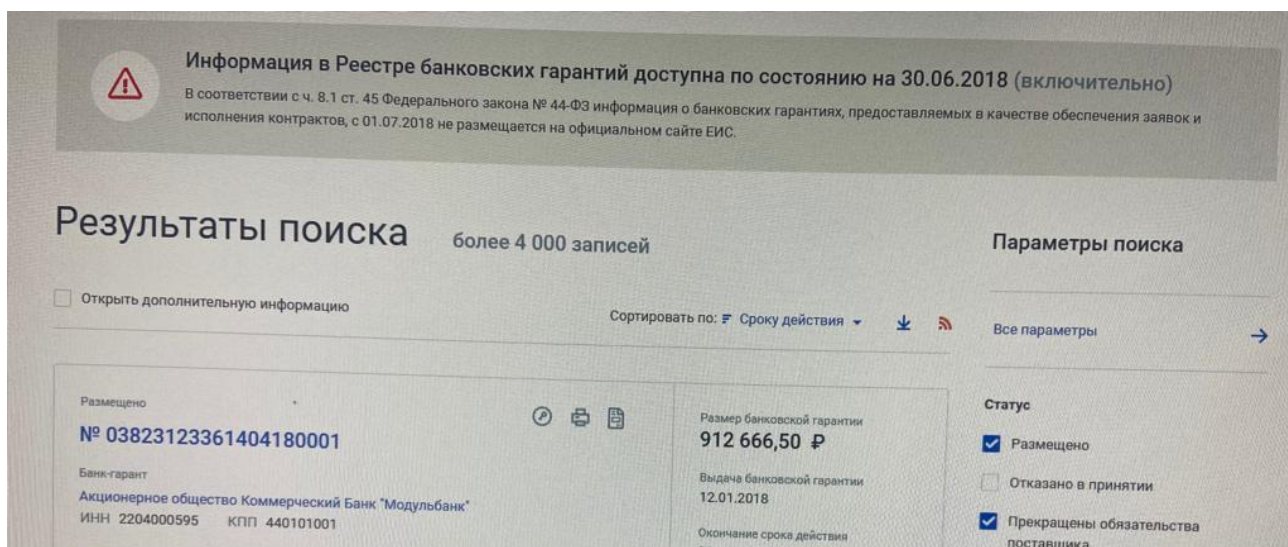 Информация в Реестре банковских гарантий доступна по состоянию на 30.06.2018 (включительно)
В соответствии с ч. 8.1 ст. 45 Федерального закона № 44-ФЗ информация о банковских гарантиях, предоставляемых в качестве обеспечения заявок и
исполнения контрактов, с 01.07.2018 не размещается на официальном сайте ЕИС.
Результаты поиска более 4 000 записей
Параметры поиска
Открыть дополнительную информацию
Сортировать по: Сроку действия
Все параметры
Размещено
№ 03823123361404180001
Банк-гарант
Акционерное общество Коммерческий Банк "Модульбанк"
ИНН 2204000595 КПП 440101001
Размер банковской гарантии
912 666,50 ₽
Выдача банковской гарантии
12.01.2018
Окончание срока действия
Статус
Размещено
Отказано в принятии
Прекращены обязательства
поставщика